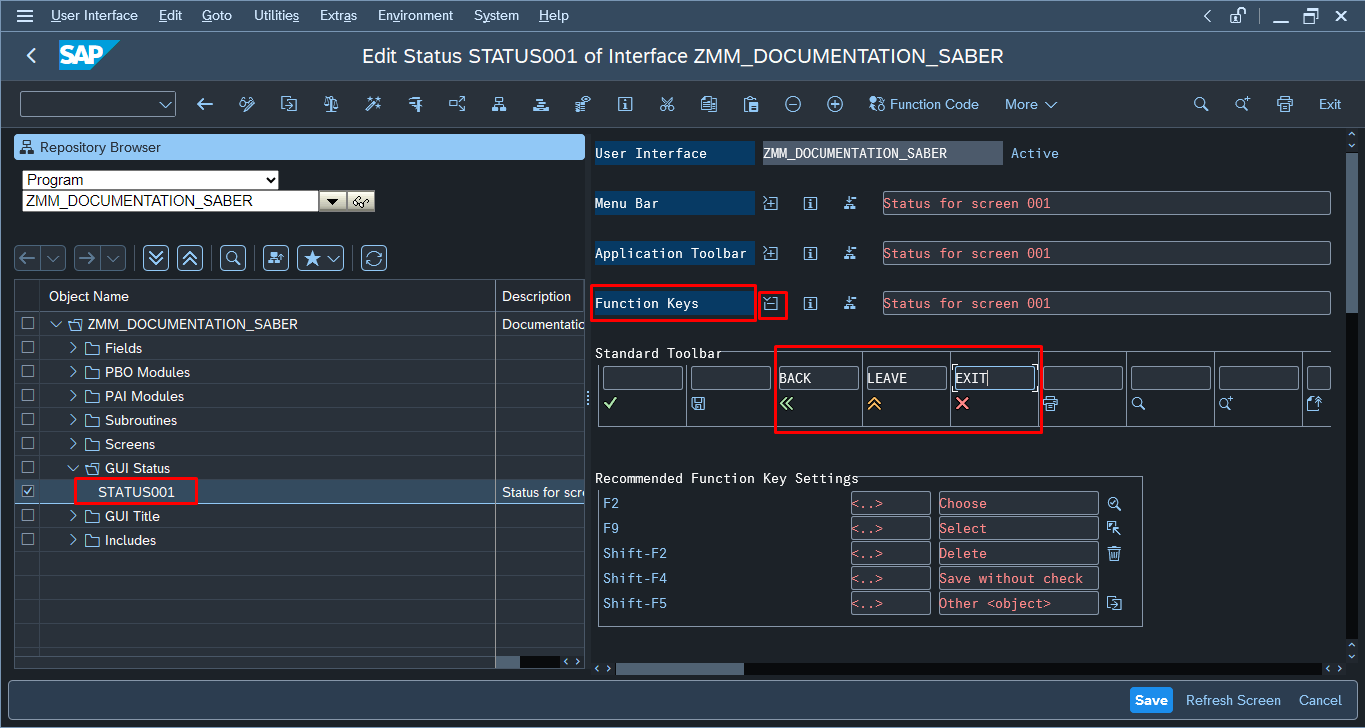 User Interface Edit Goto Utilities Extras Environment System Help
SAP Edit Status STATUS001 of Interface ZMM_DOCUMENTATION_SABER
Function Code More Exit
Repository Browser
Program
ZMM_DOCUMENTATION_SABER
Object Name Description
ZMM_DOCUMENTATION_SABER Documentatic
Fields
PBO Modules
PAI Modules
Subroutines
Screens
GUI Status
STATUS001 Status for scre
GUI Title
Includes
User Interface ZMM_DOCUMENTATION_SABER Active
Menu Bar Status for screen 001
Application Toolbar Status for screen 001
Function Keys Status for screen 001
Standard Toolbar
BACK LEAVE EXIT
Recommended Function Key Settings
F2 <..> Choose
F9 <..> Select
Shift-F2 <..> Delete
Shift-F4 <..> Save without check
Shift-F5 <..> Other <object>
Save Refresh Screen Cancel